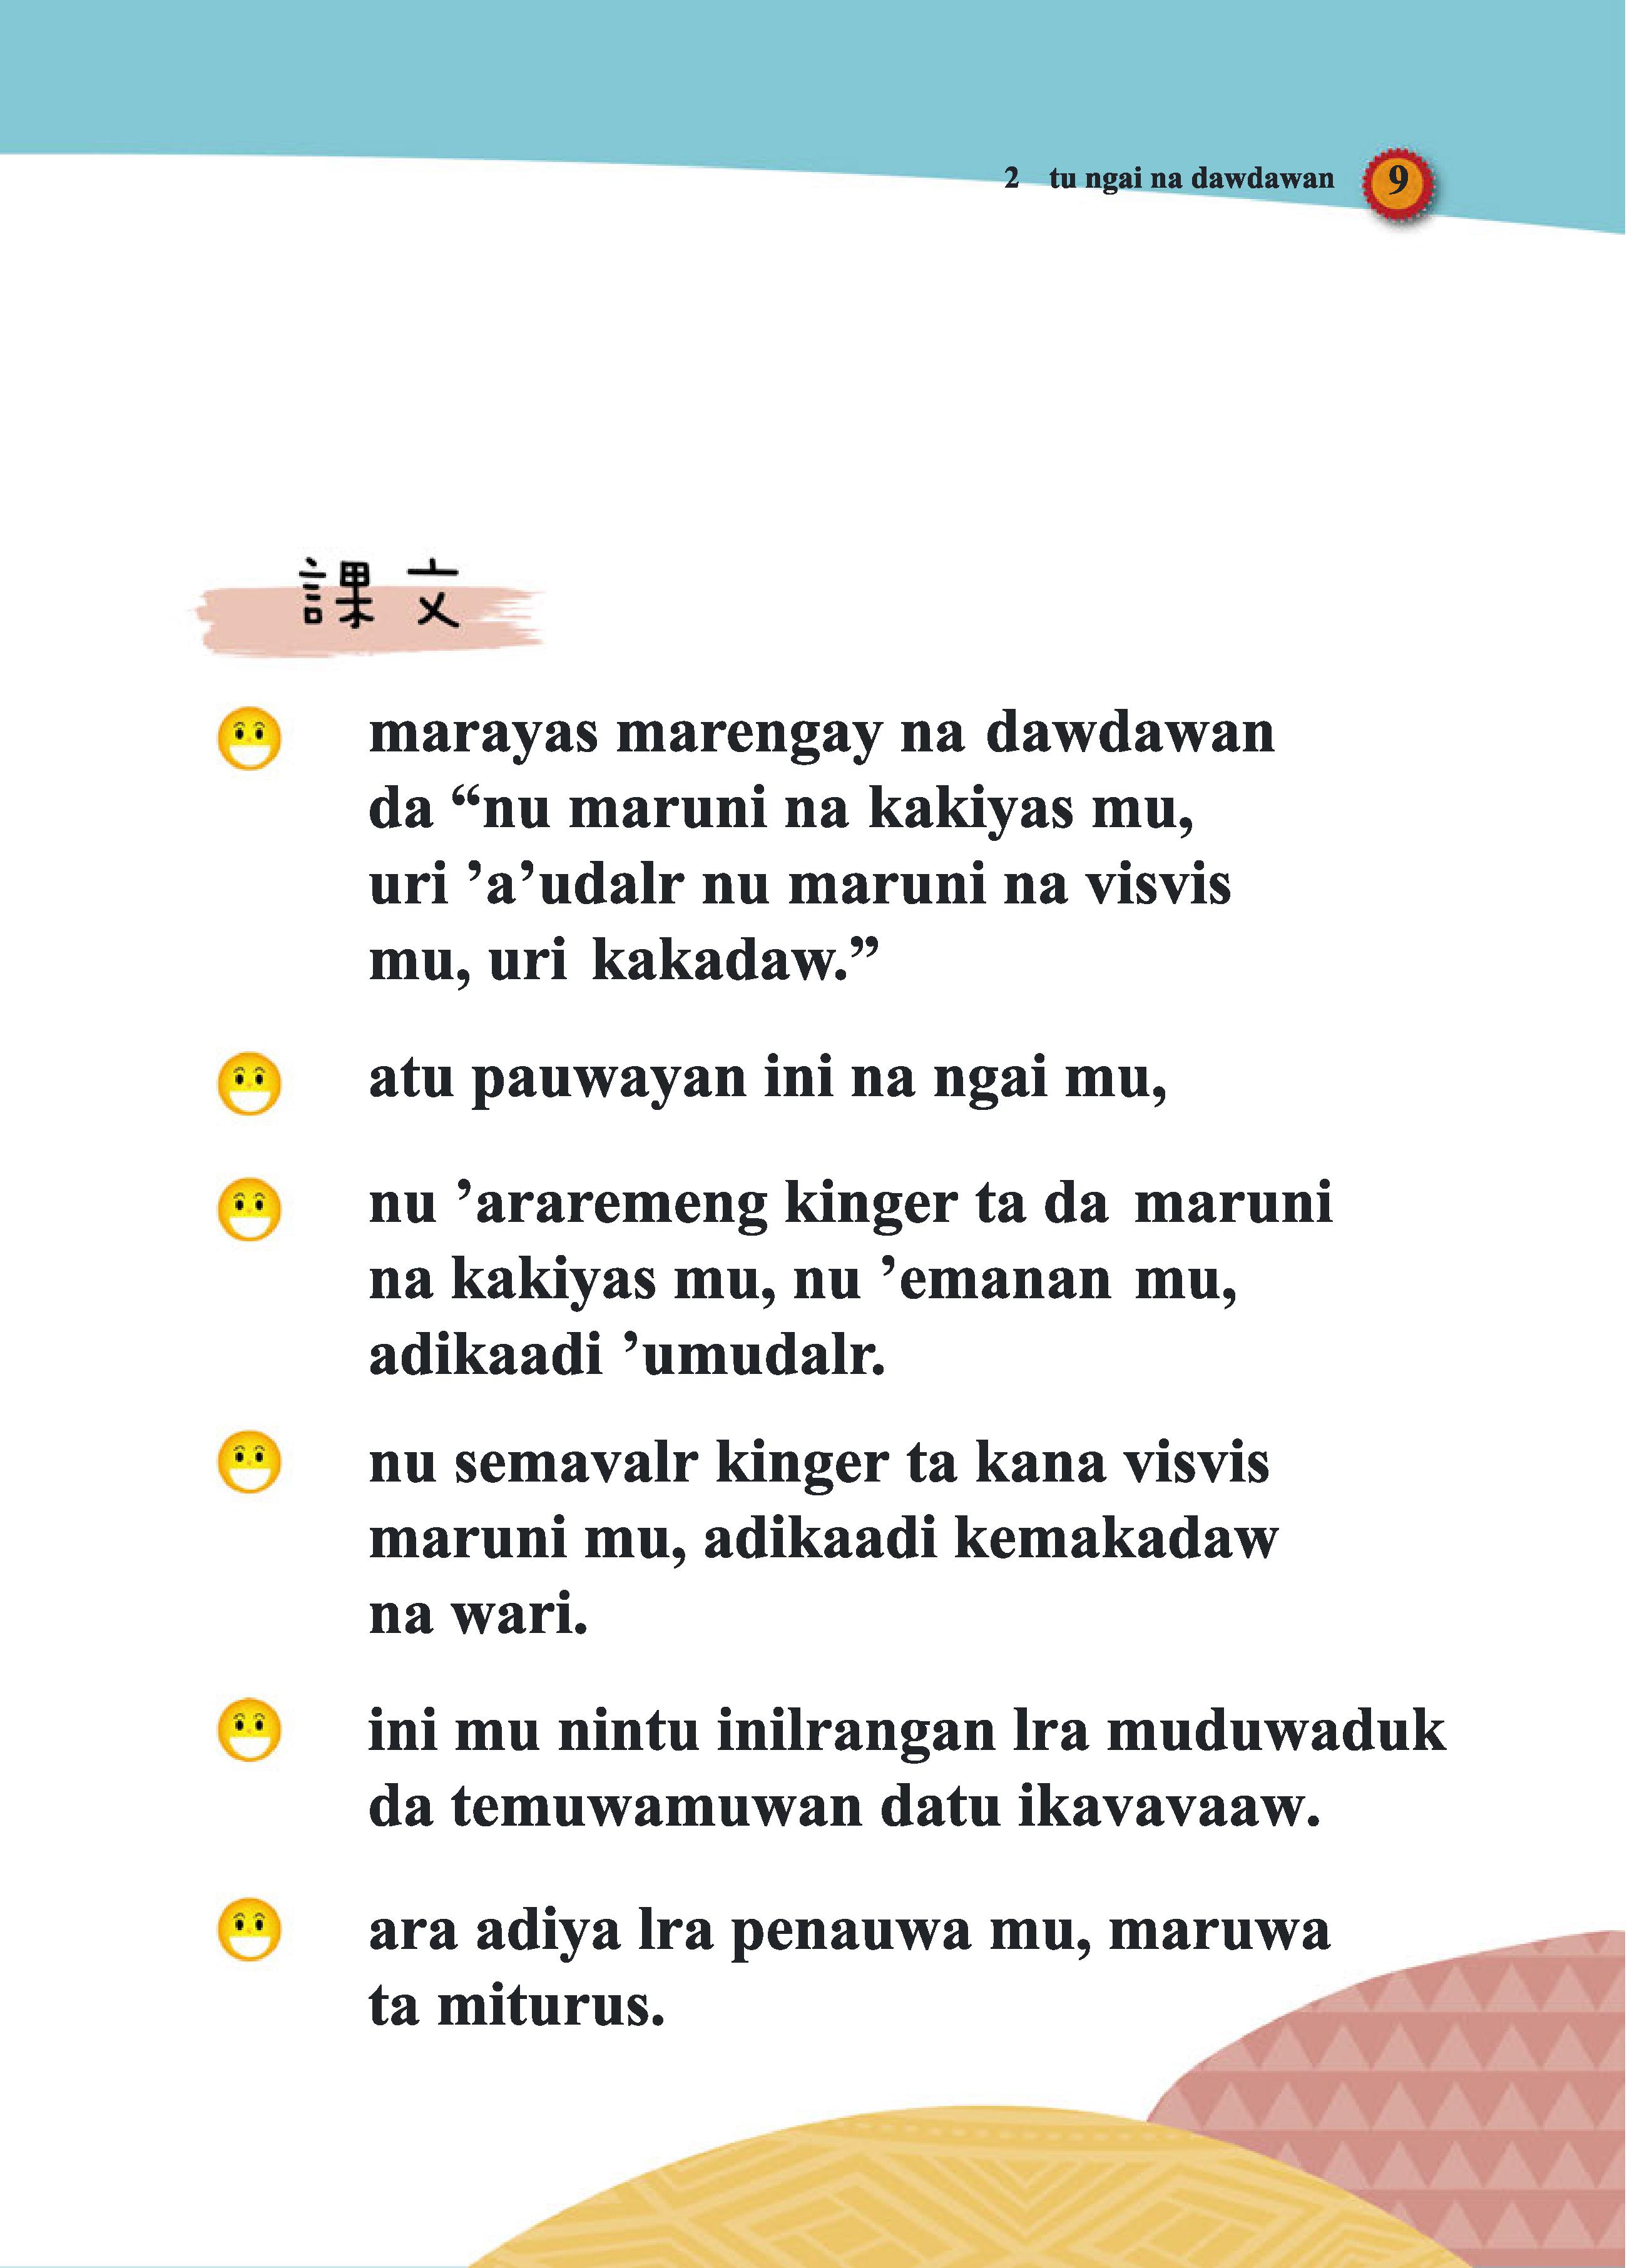 2 tu ngai na dawdawan 9
課文
marayas marengay na dawdawan
da “nu maruni na kakiyas mu,
uri ’a’udalr nu maruni na visvis
mu, uri kakadaw.”
atu pauwayan ini na ngai mu,
nu ’araremeng kinger ta da maruni
na kakiyas mu, nu ’emanan mu,
adikaadi ’umudalr.
nu semavalr kinger ta kana visvis
maruni mu, adikaadi kemakadaw
na wari.
ini mu nintu inilrangan lra muduwaduk
da temuwamuwan datu ikavavaaw.
ara adiya lra penauwa mu, maruwa
ta miturus.